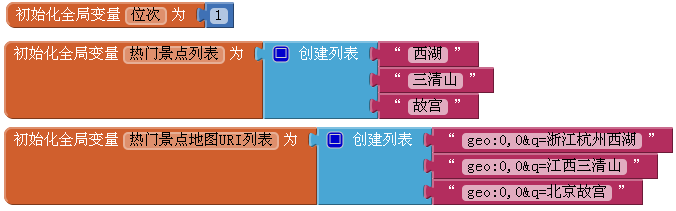 初始化全局变量 位次 为 1
初始化全局变量 热门景点列表 为 创建列表 “ 西湖 ”
“ 三清山 ”
“ 故宫 ”
初始化全局变量 热门景点地图URI列表 为 创建列表 “ geo:0,0&q=浙江杭州西湖 ”
“ geo:0,0&q=江西三清山 ”
“ geo:0,0&q=北京故宫 ”